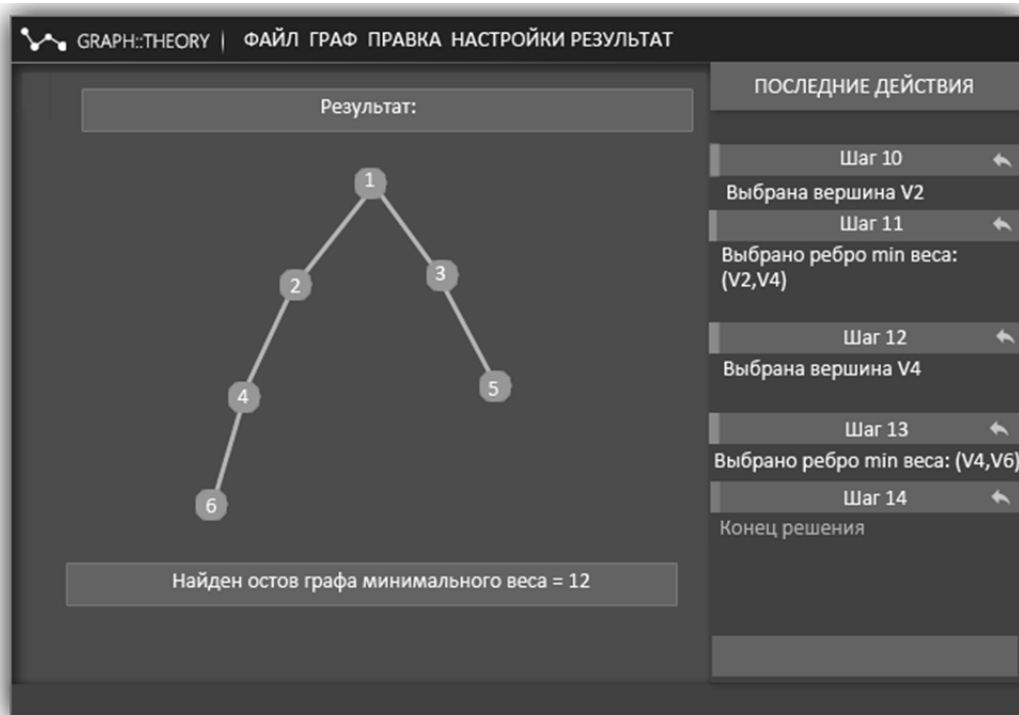 GRAPH::THEORY | ФАЙЛ ГРАФ ПРАВКА НАСТРОЙКИ РЕЗУЛЬТАТ
Результат:
1
2
3
4
5
6
Найден остов графа минимального веса = 12
ПОСЛЕДНИЕ ДЕЙСТВИЯ
Шаг 10
Выбрана вершина V2
Шаг 11
Выбрано ребро min веса:
(V2,V4)
Шаг 12
Выбрана вершина V4
Шаг 13
Выбрано ребро min веса: (V4,V6)
Шаг 14
Конец решения